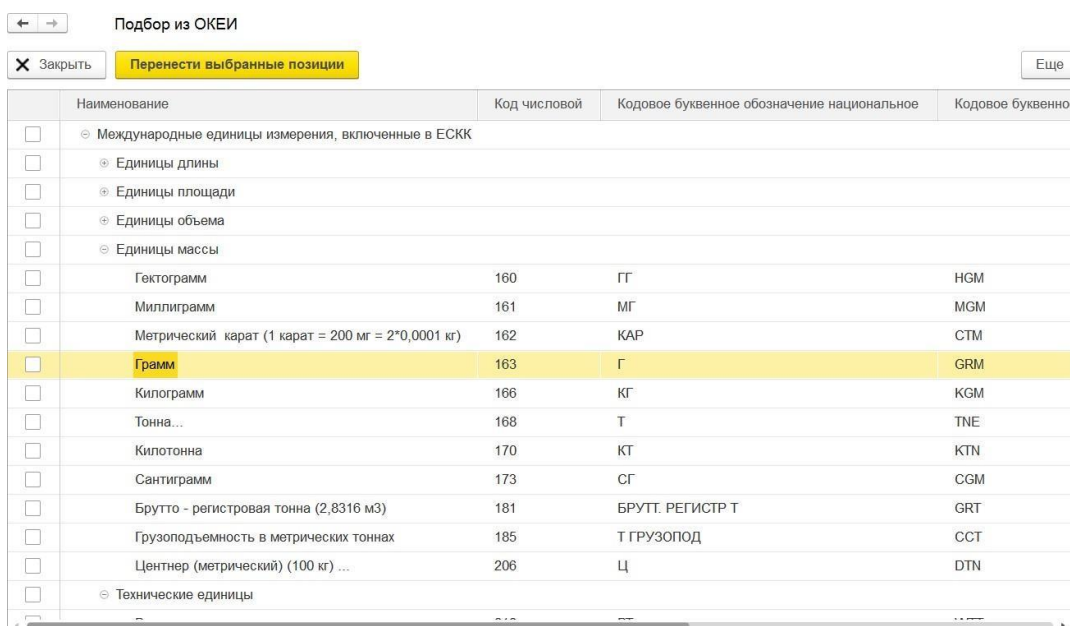 Подбор из ОКЕИ
Закрыть Перенести выбранные позиции Еще
Наименование Код числовой Кодовое буквенное обозначение национальное Кодовое буквенно
Международные единицы измерения, включенные в ЕСКК
Единицы длины
Единицы площади
Единицы объема
Единицы массы
Гектограмм 160 ГГ HGM
Миллиграмм 161 МГ MGM
Метрический карат (1 карат = 200 мг = 2*0,0001 кг) 162 КАР CTM
Грамм 163 Г GRM
Килограмм 166 КГ KGM
Тонна... 168 Т TNE
Килотонна 170 КТ KTN
Сантиграмм 173 СГ CGM
Брутто - регистровая тонна (2,8316 м3) 181 БРУТТ. РЕГИСТР Т GRT
Грузоподъемность в метрических тоннах 185 Т ГРУЗОПОД CCT
Центнер (метрический) (100 кг) ... 206 Ц DTN
Технические единицы